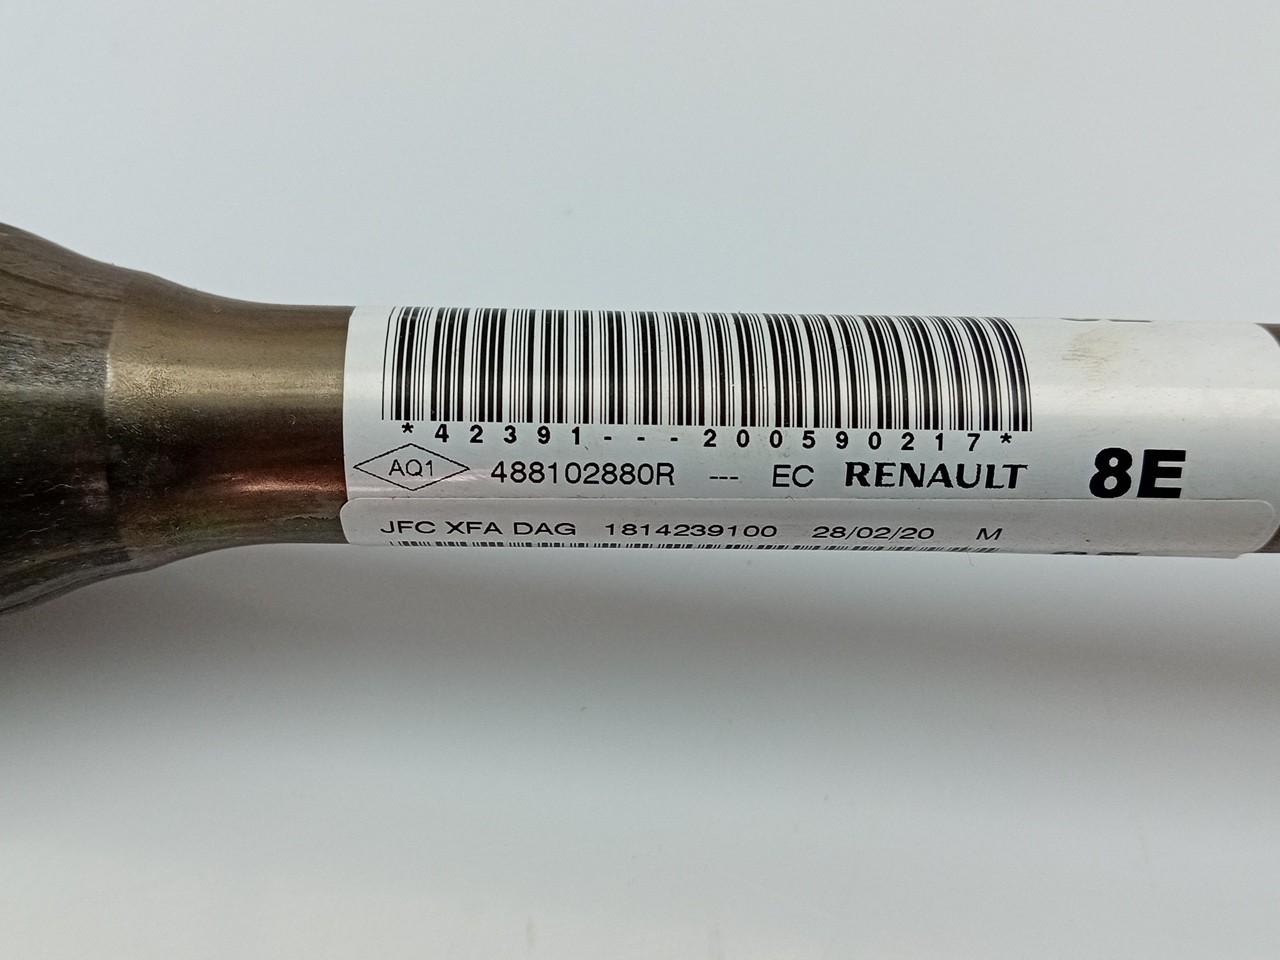 *42391---200590217*
AQ1 488102880R --- EC RENAULT 8E
JFC XFA DAG 1814239100 28/02/20 M